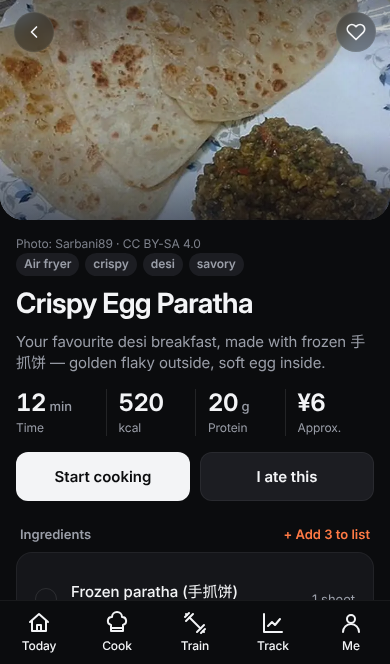 Photo: Sarbani89 · CC BY-SA 4.0
Air fryer crispy desi savory
Crispy Egg Paratha
Your favourite desi breakfast, made with frozen 手
抓饼 — golden flaky outside, soft egg inside.
12 min 520 20 g ¥6
Time kcal Protein Approx.
Start cooking I ate this
Ingredients + Add 3 to list
Frozen paratha (手抓饼)
1 sheet
Today Cook Train Track Me